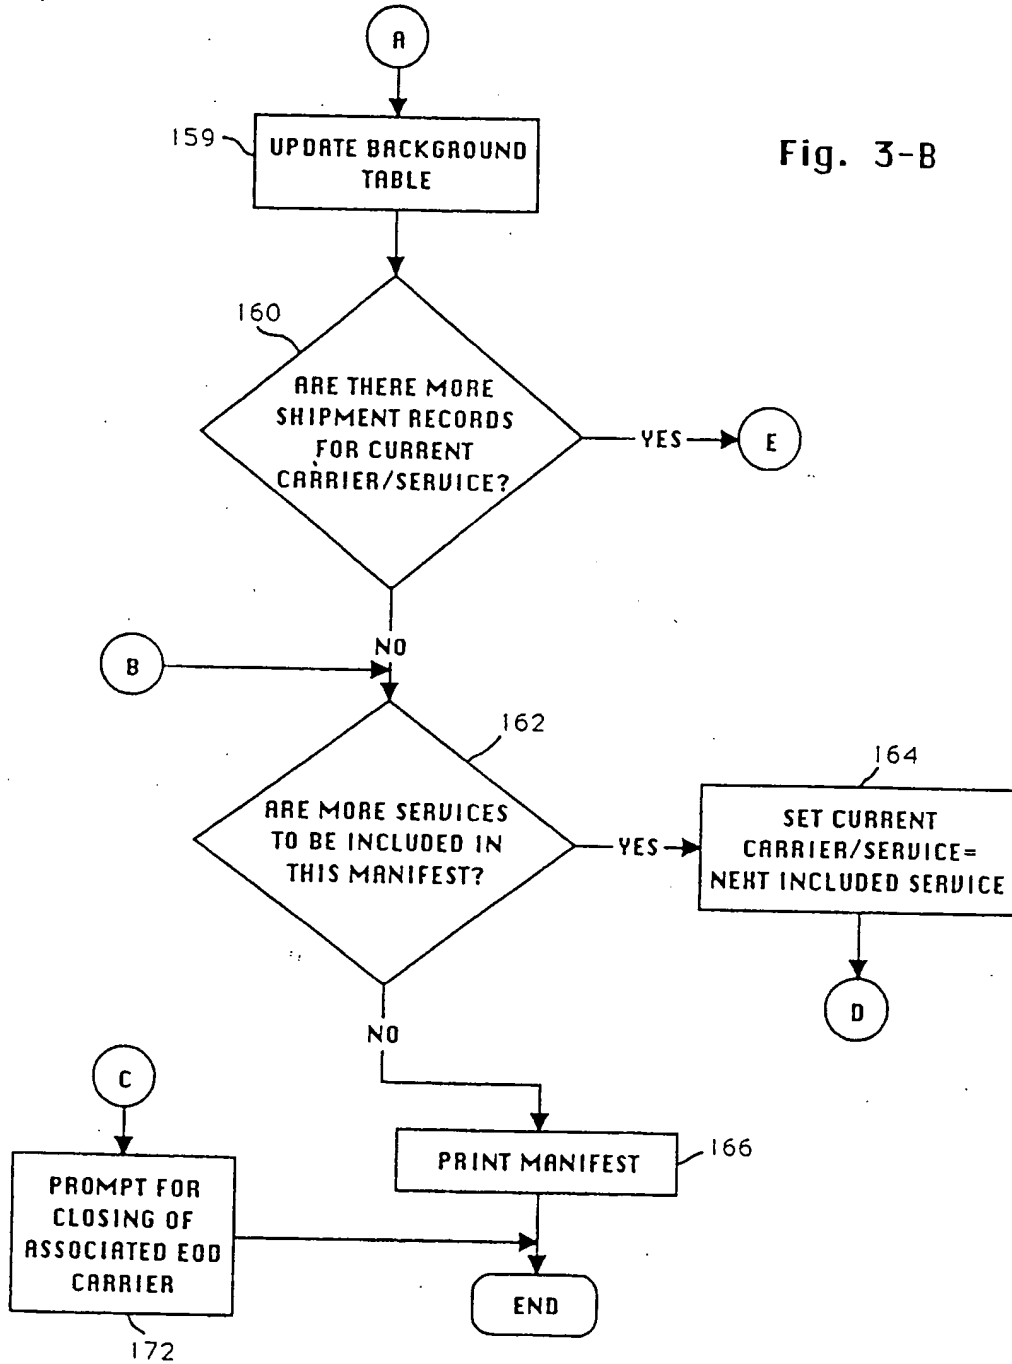 A
159
UPDATE BACKGROUND
TABLE
Fig. 3-B
160
ARE THERE MORE
SHIPMENT RECORDS
FOR CURRENT
CARRIER/SERVICE?
YES
E
NO
B
162
ARE MORE SERVICES
TO BE INCLUDED IN
THIS MANIFEST?
YES
164
SET CURRENT
CARRIER/SERVICE=
NEXT INCLUDED SERVICE
D
NO
C
PROMPT FOR
CLOSING OF
ASSOCIATED EOD
CARRIER
172
PRINT MANIFEST
166
END